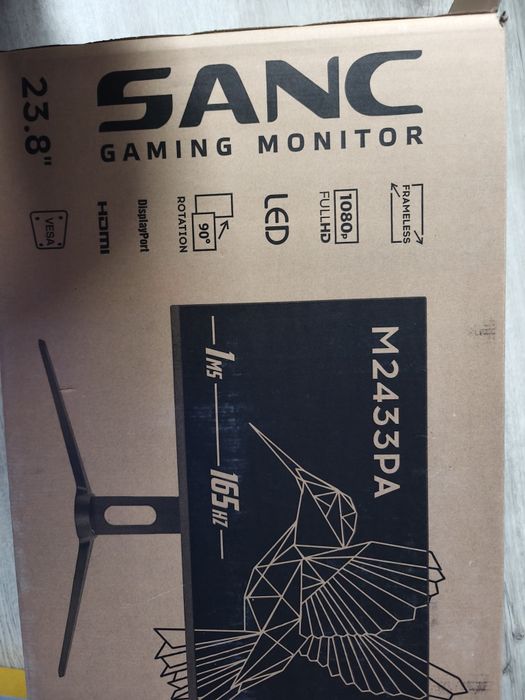 SANC
GAMING MONITOR
23.8"
FRAMELESS
1080p
FULLHD
LED
90°
ROTATION
DisplayPort
HDMI
VESA
M2433PA
1MS
165HZ